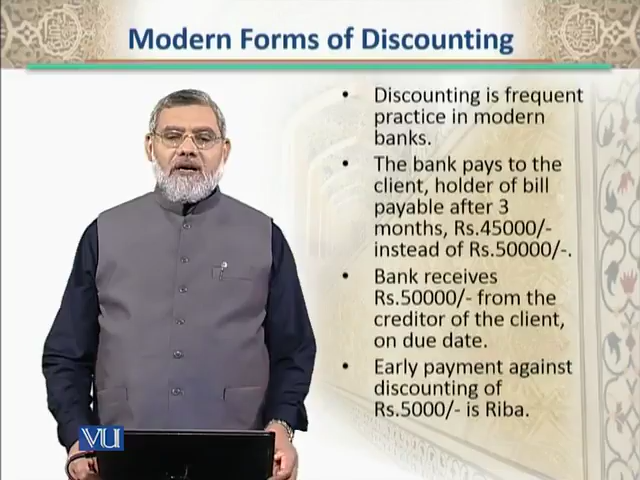 Modern Forms of Discounting
• Discounting is frequent
practice in modern
banks.
• The bank pays to the
client, holder of bill
payable after 3
months, Rs.45000/-
instead of Rs.50000/-.
• Bank receives
Rs.50000/- from the
creditor of the client,
on due date.
• Early payment against
discounting of
Rs.5000/- is Riba.
VU